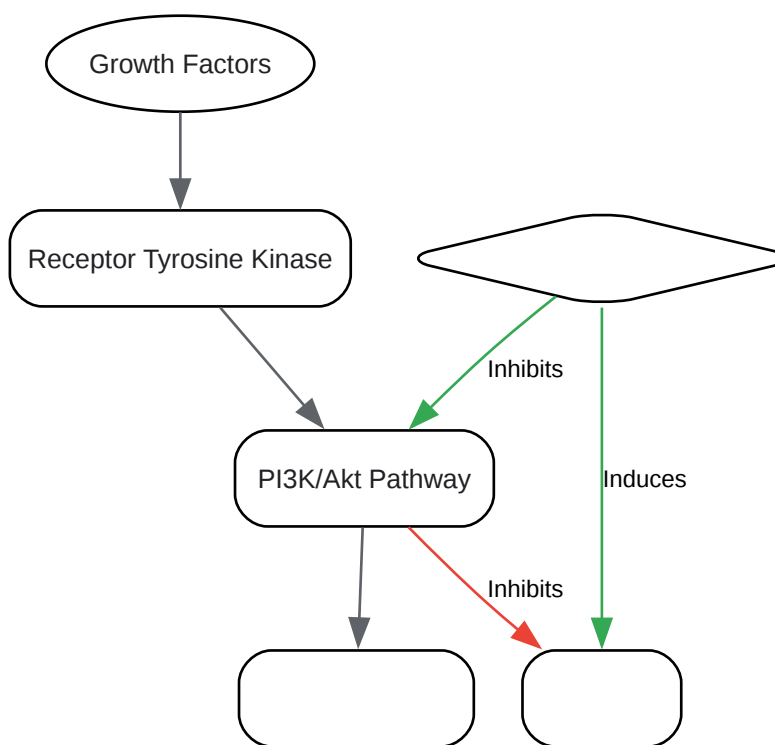 Growth Factors
Receptor Tyrosine Kinase
Inhibits
PI3K/Akt Pathway
Induces
Inhibits